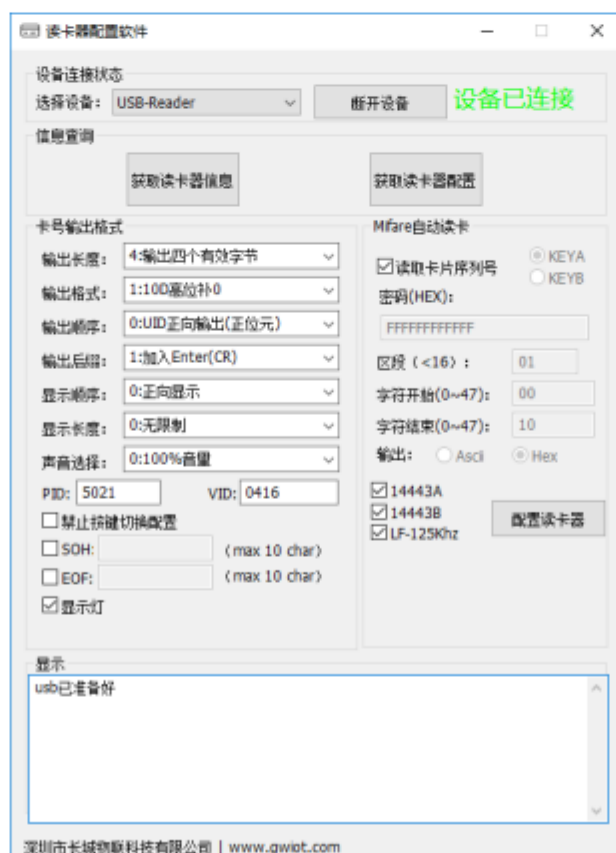 读卡器配置软件
设备连接状态
选择设备: USB-Reader 断开设备 设备已连接
信息查询
获取读卡器信息 获取读卡器配置
卡号输出格式
输出长度: 4:输出四个有效字节
输出格式: 1:10D高位补0
输出顺序: 0:UID正向输出(正位元)
输出后缀: 1:加入Enter(CR)
显示顺序: 0:正向显示
显示长度: 0:无限制
声音选择: 0:100%音量
PID: 5021 VID: 0416
禁止按键切换配置
SOH: (max 10 char)
EOF: (max 10 char)
显示灯
Mifare自动读卡
读取卡片序列号 KEYA
KEYB
密码(HEX):
FFFFFFFFFFFF
区段 (<16) : 01
字符开始(0~47): 00
字符结束(0~47): 10
输出: Ascii Hex
14443A
14443B
LF-125Khz
配置读卡器
显示
usb已准备好
深圳市长城物联科技有限公司 | www.gwiot.com